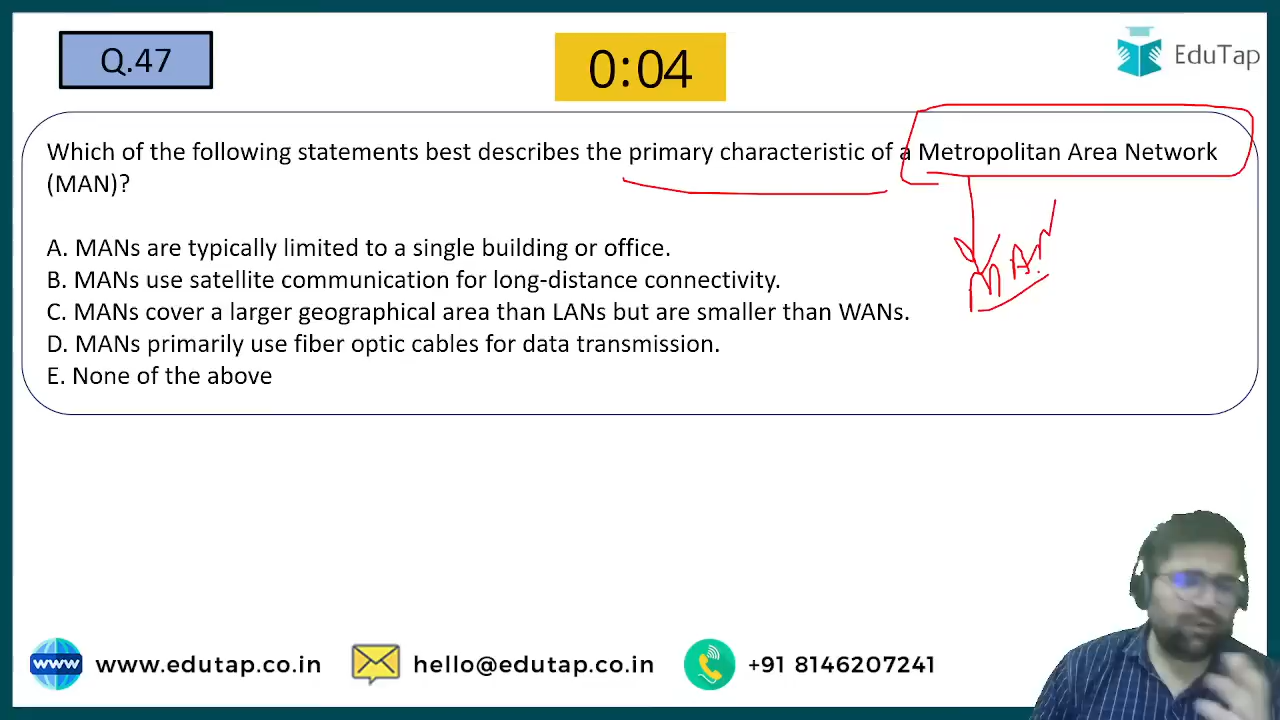 Q.47
0:04
EduTap
Which of the following statements best describes the primary characteristic of a Metropolitan Area Network
(MAN)?
MAN
A. MANs are typically limited to a single building or office.
B. MANs use satellite communication for long-distance connectivity.
C. MANs cover a larger geographical area than LANs but are smaller than WANs.
D. MANs primarily use fiber optic cables for data transmission.
E. None of the above
www www.edutap.co.in hello@edutap.co.in +91 8146207241